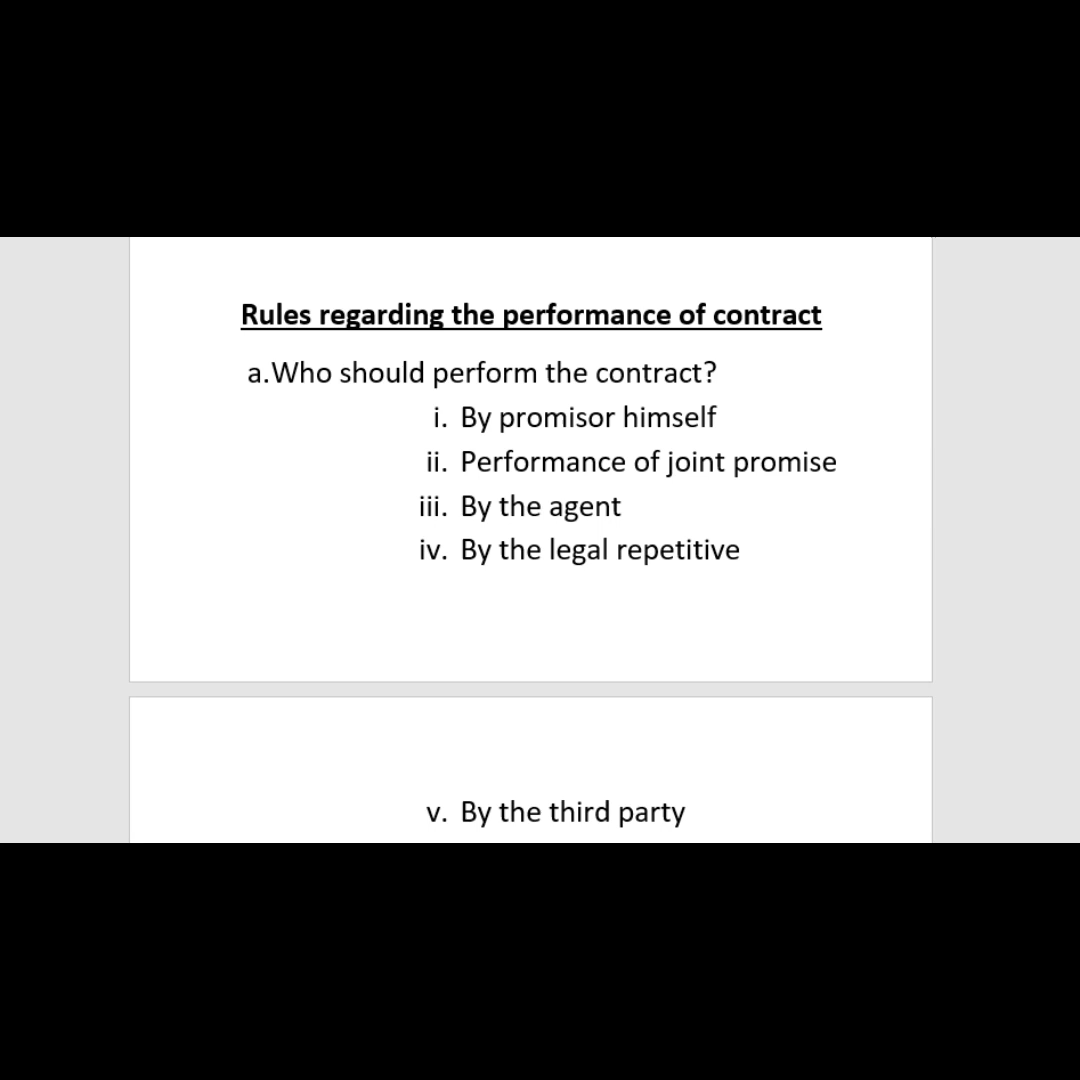 Rules regarding the performance of contract
a.Who should perform the contract?
i. By promisor himself
ii. Performance of joint promise
iii. By the agent
iv. By the legal repetitive
v. By the third party